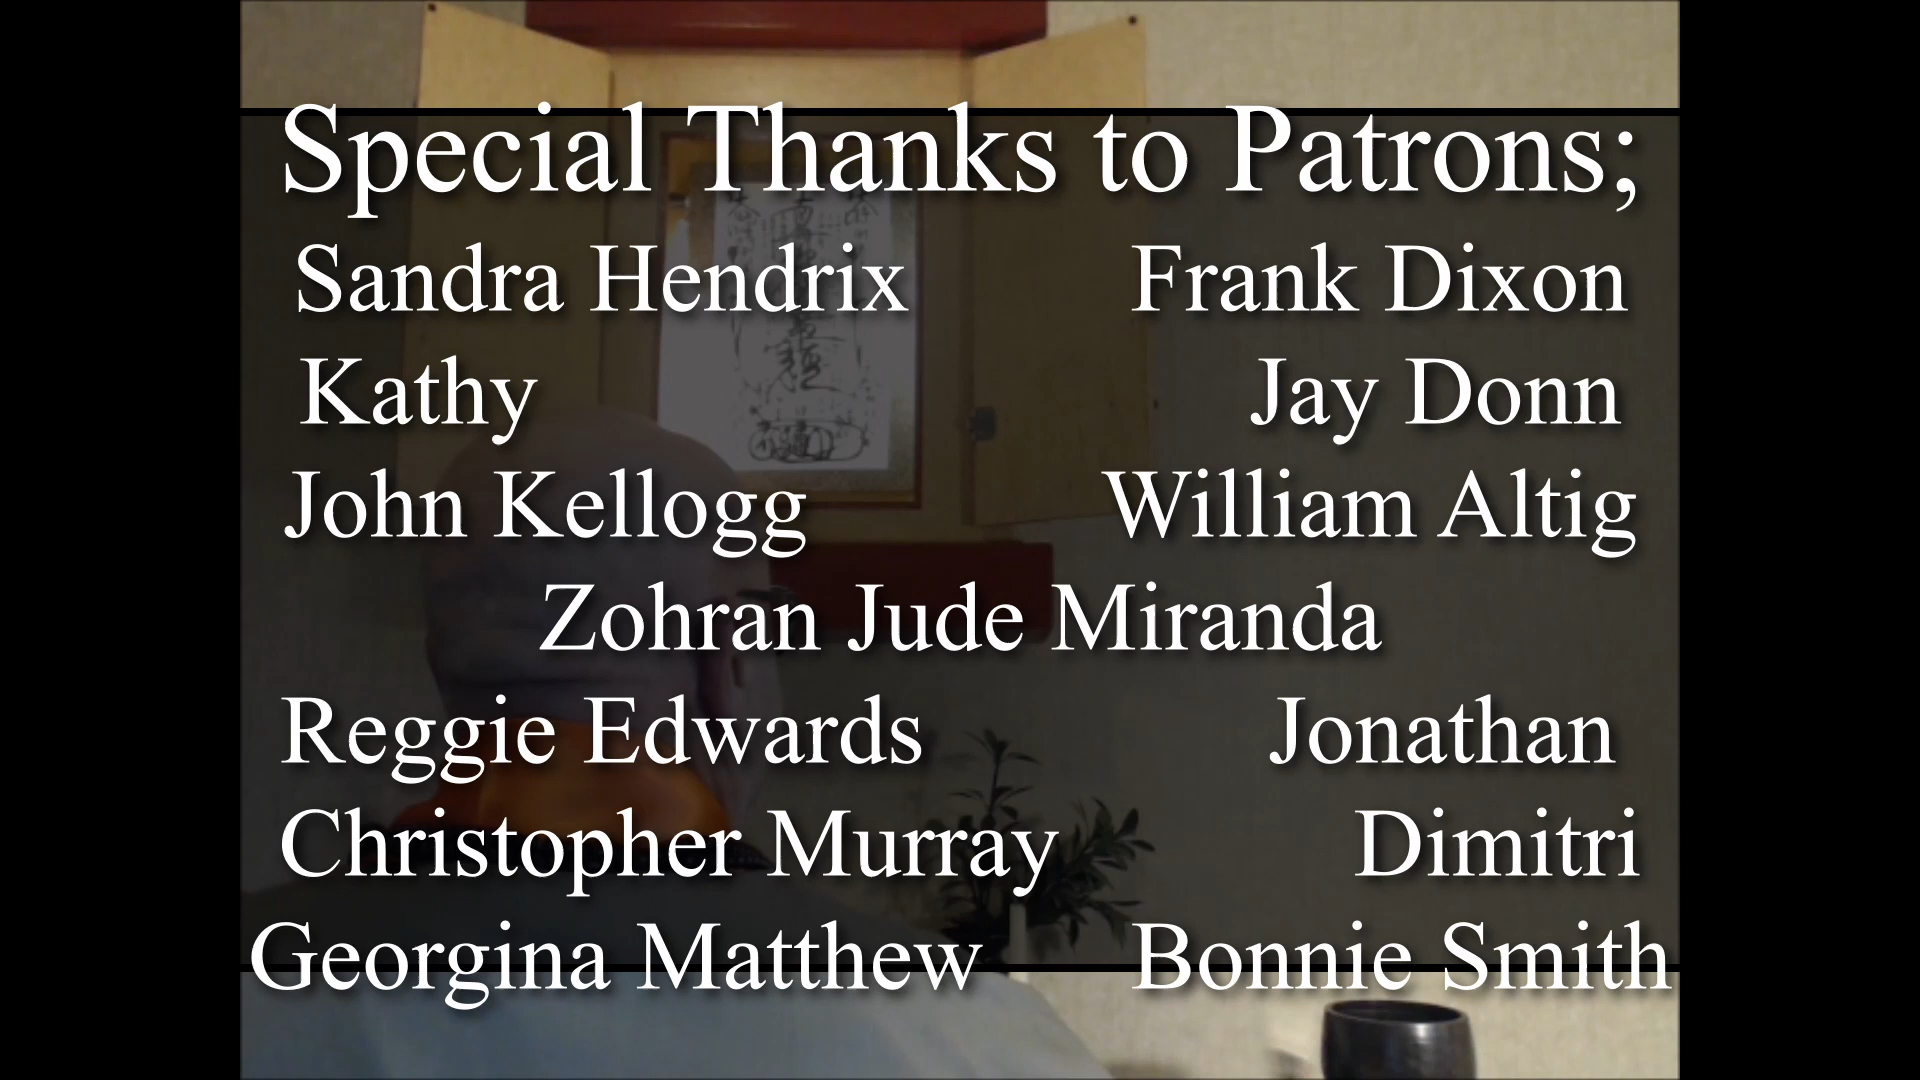 Special Thanks to Patrons;
Sandra Hendrix Frank Dixon
Kathy Jay Donn
John Kellogg William Altig
Zohran Jude Miranda
Reggie Edwards Jonathan
Christopher Murray Dimitri
Georgina Matthew Bonnie Smith